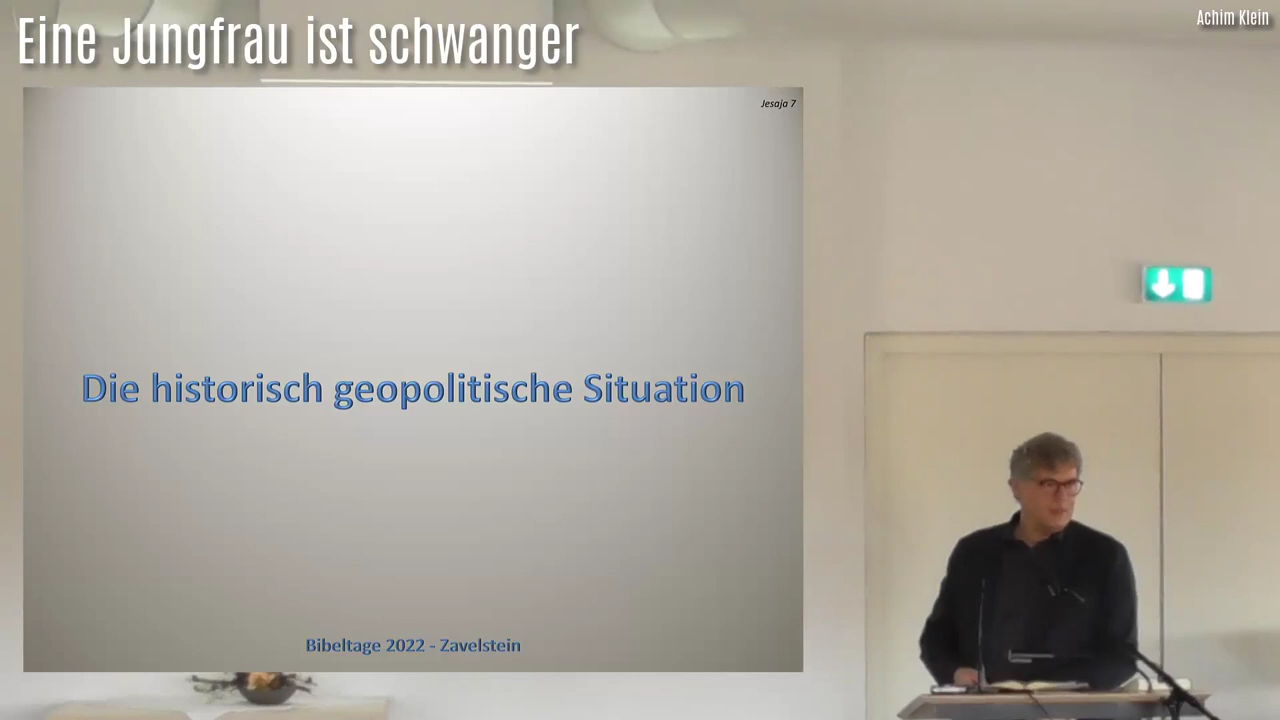 Eine Jungfrau ist schwanger
Achim Klein
Jesaja 7
Die historisch geopolitische Situation
Bibeltage 2022 - Zavelstein